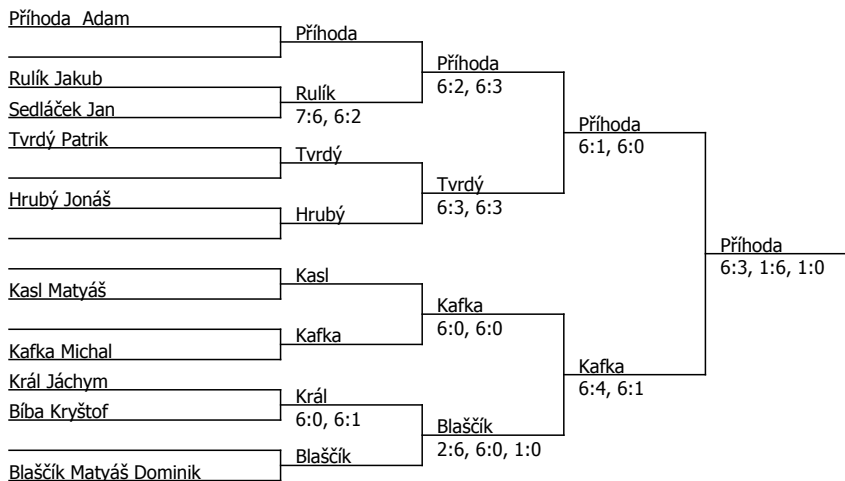 Příhoda Adam
Příhoda
Příhoda
6:2, 6:3
Rulík Jakub
Rulík
7:6, 6:2
Sedláček Jan
Příhoda
6:1, 6:0
Tvrdý Patrik
Tvrdý
Tvrdý
6:3, 6:3
Hrubý Jonáš
Hrubý
Příhoda
6:3, 1:6, 1:0
Kasl
Kasl Matyáš
Kafka
6:0, 6:0
Kafka
Kafka Michal
Kafka
6:4, 6:1
Král Jáchym
Král
6:0, 6:1
Bíba Kryštof
Blaščík
2:6, 6:0, 1:0
Blaščík
Blaščík Matyáš Dominik